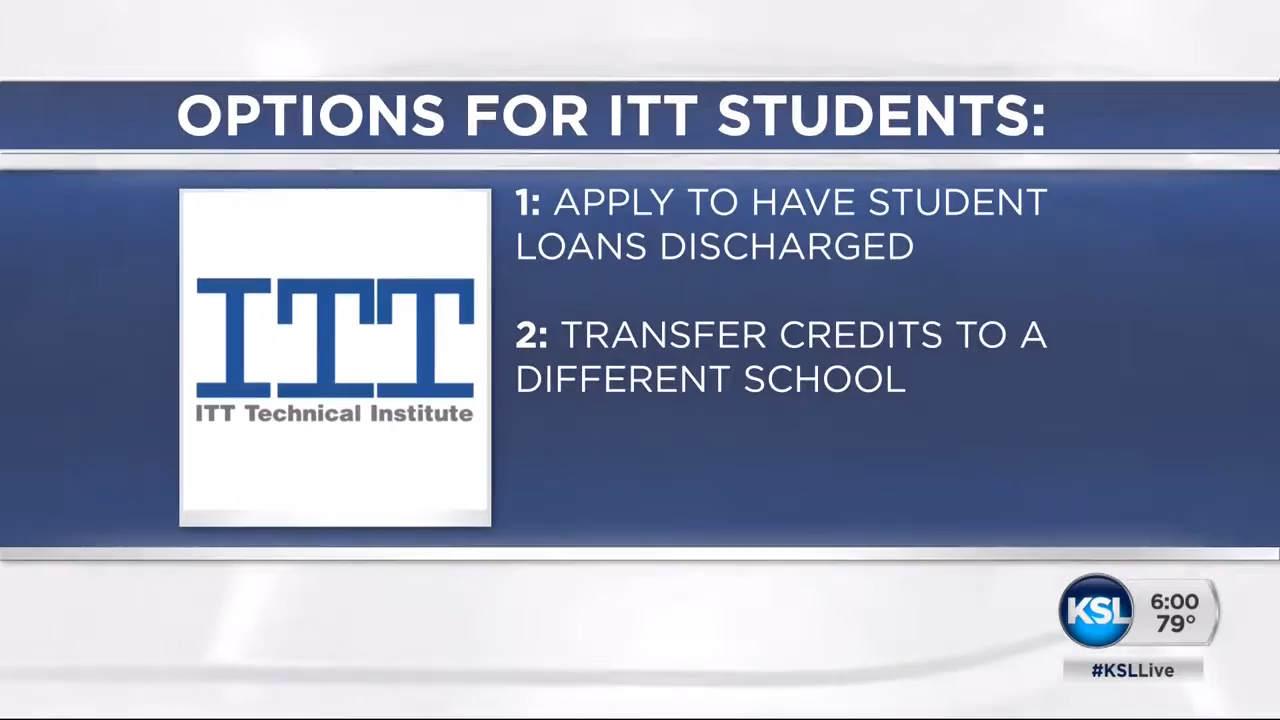 OPTIONS FOR ITT STUDENTS:
1: APPLY TO HAVE STUDENT
LOANS DISCHARGED
2: TRANSFER CREDITS TO A
DIFFERENT SCHOOL
ITT
ITT Technical Institute
KSL
6:00
79°
#KSLLive